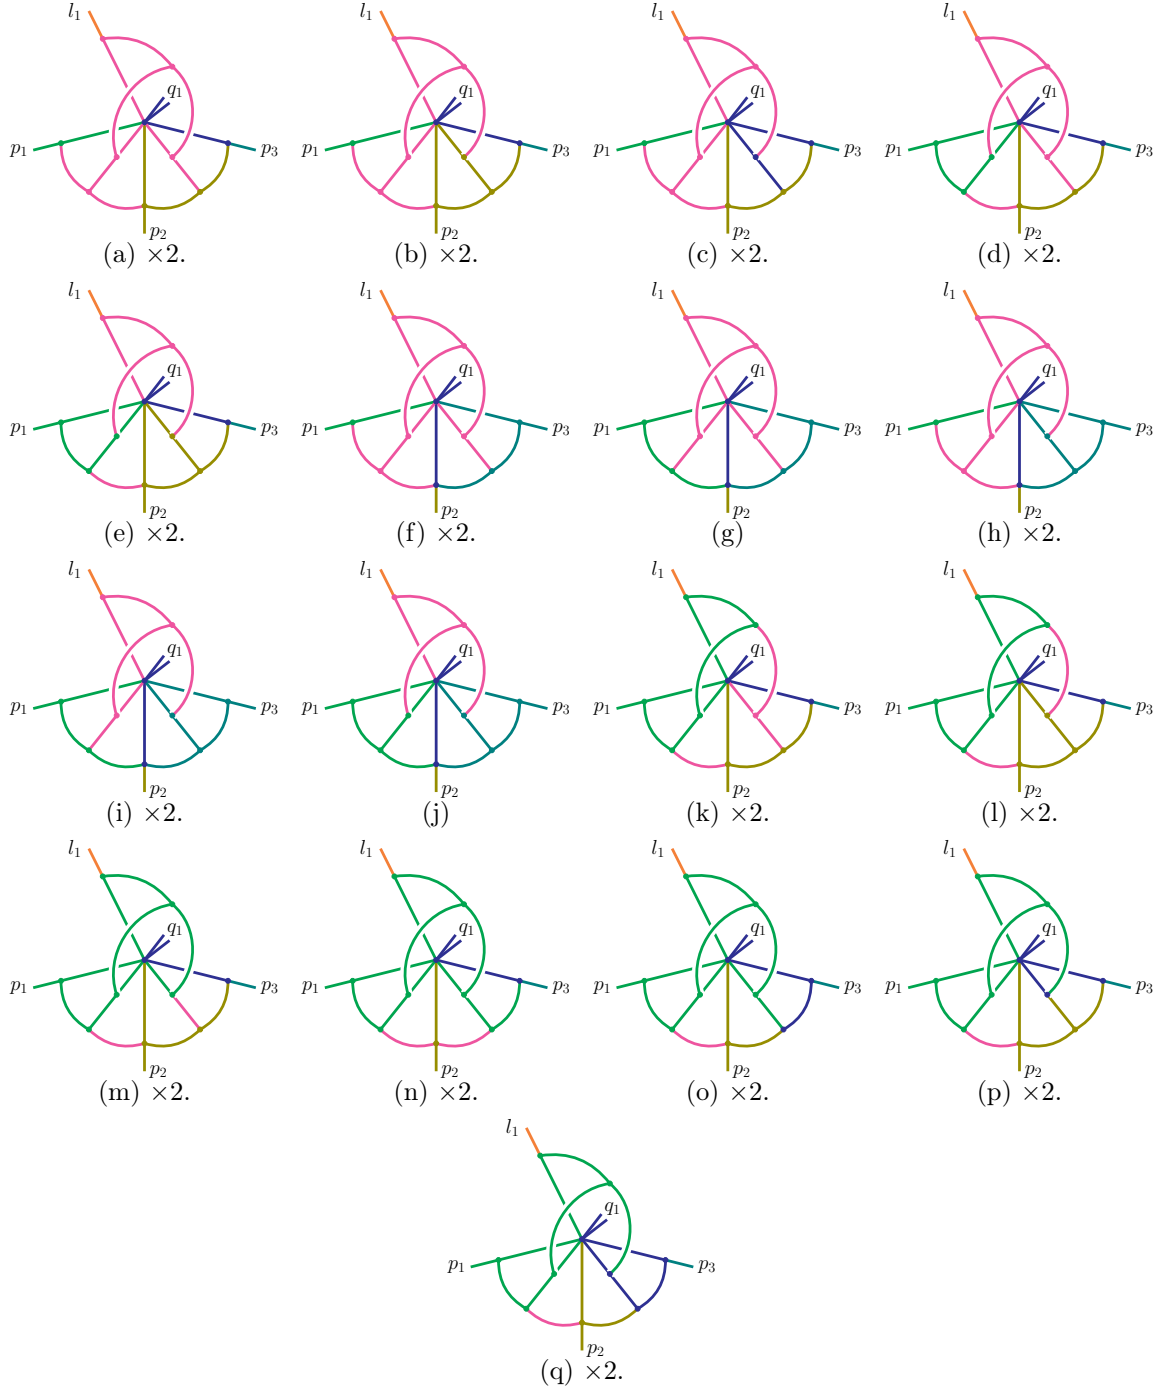 l₁ l₁ l₁ l₁
q₁ q₁ q₁ q₁
p₁ p₃ p₁ p₃ p₁ p₃ p₁ p₃
p₂ p₂ p₂ p₂
(a) ×2. (b) ×2. (c) ×2. (d) ×2.
l₁ l₁ l₁ l₁
q₁ q₁ q₁ q₁
p₁ p₃ p₁ p₃ p₁ p₃ p₁ p₃
p₂ p₂ p₂ p₂
(e) ×2. (f) ×2. (g) (h) ×2.
l₁ l₁ l₁ l₁
q₁ q₁ q₁ q₁
p₁ p₃ p₁ p₃ p₁ p₃ p₁ p₃
p₂ p₂ p₂ p₂
(i) ×2. (j) (k) ×2. (l) ×2.
l₁ l₁ l₁ l₁
q₁ q₁ q₁ q₁
p₁ p₃ p₁ p₃ p₁ p₃ p₁ p₃
p₂ p₂ p₂ p₂
(m) ×2. (n) ×2. (o) ×2. (p) ×2.
l₁
q₁
p₁ p₃
p₂
(q) ×2.